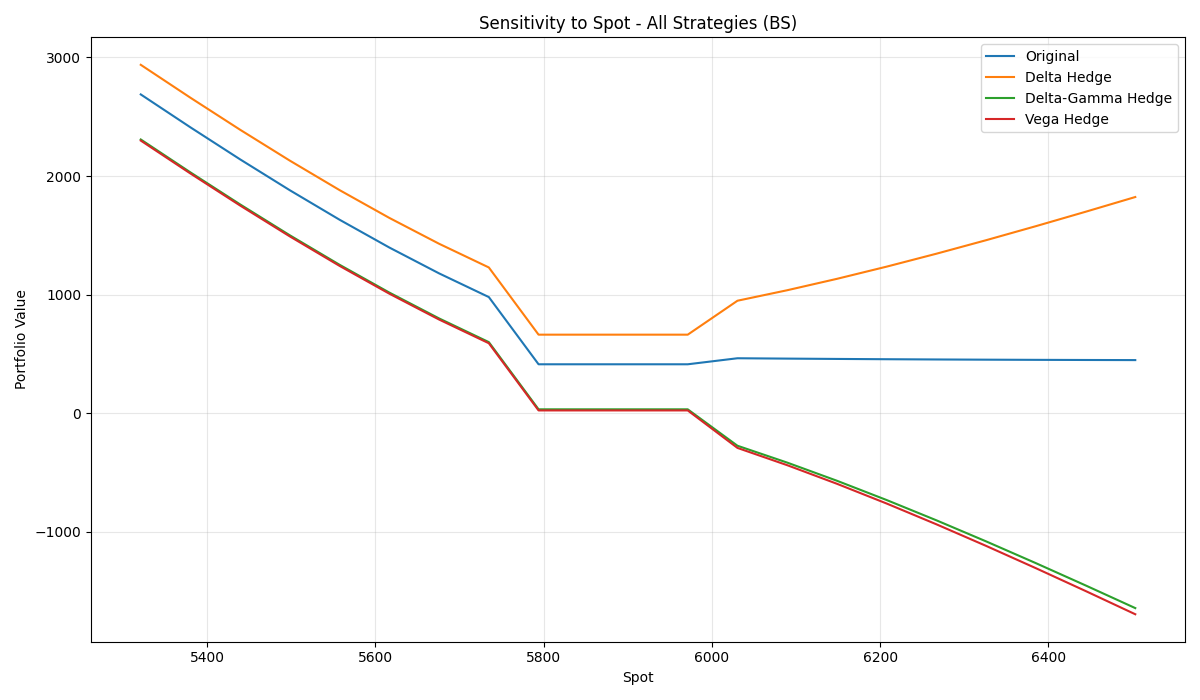 Sensitivity to Spot - All Strategies (BS)
Original
Delta Hedge
Delta-Gamma Hedge
Vega Hedge
Portfolio Value
3000
2000
1000
0
−1000
5400
5600
5800
6000
6200
6400
Spot